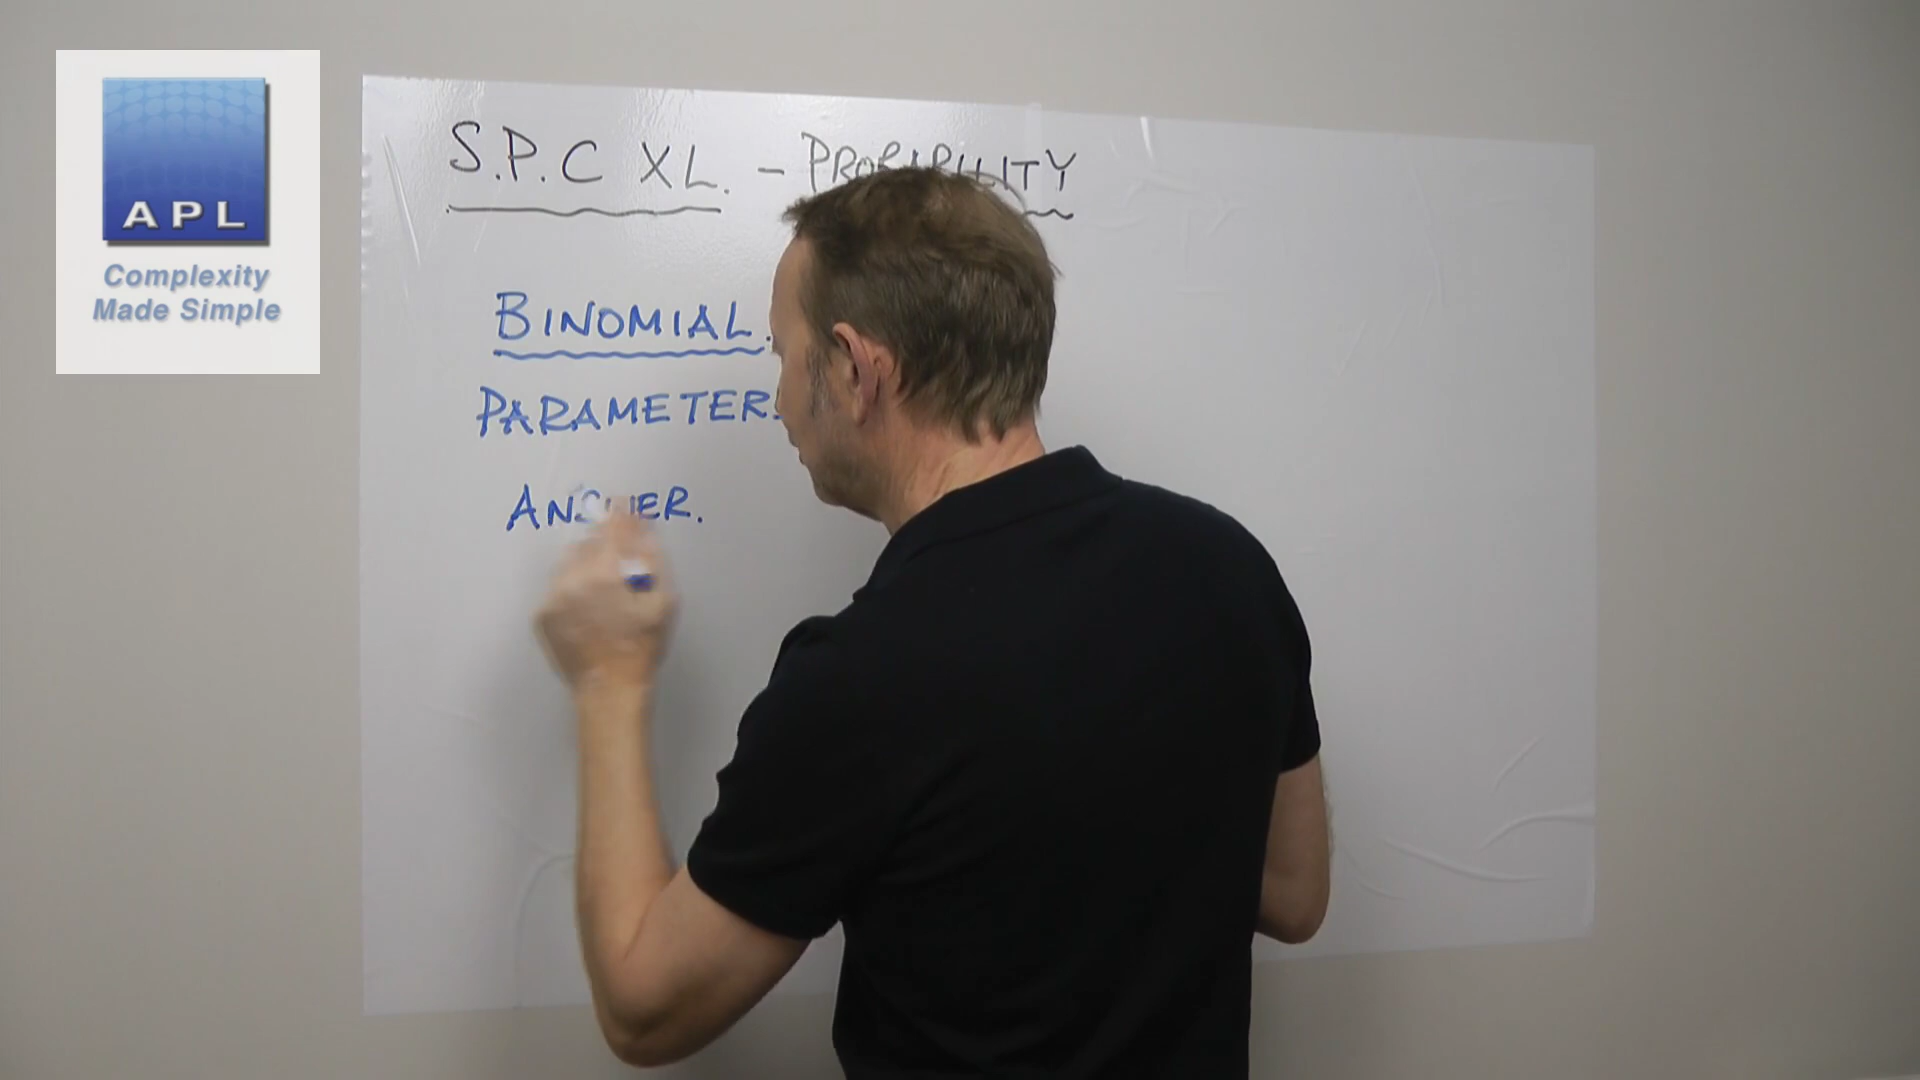 APL
Complexity
Made Simple
S.P.C XL. - PROBABILITY
BINOMIAL.
PARAMETERS
ANSWER.